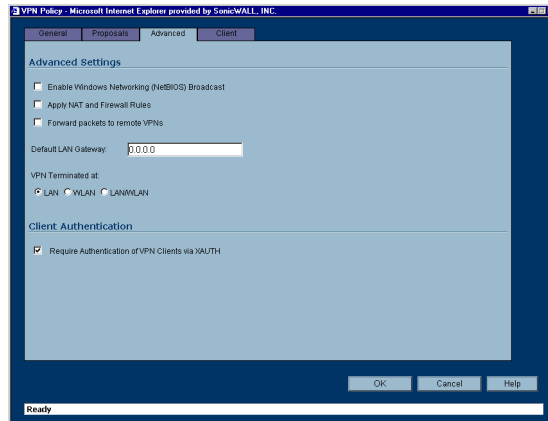 VPN Policy - Microsoft Internet Explorer provided by SonicWALL, INC.
General Proposals Advanced Client
Advanced Settings
Enable Windows Networking (NetBIOS) Broadcast
Apply NAT and Firewall Rules
Forward packets to remote VPNs
Default LAN Gateway: 0.0.0.0
VPN Terminated at:
LAN WLAN LAN/WLAN
Client Authentication
Require Authentication of VPN Clients via XAUTH
OK Cancel Help
Ready